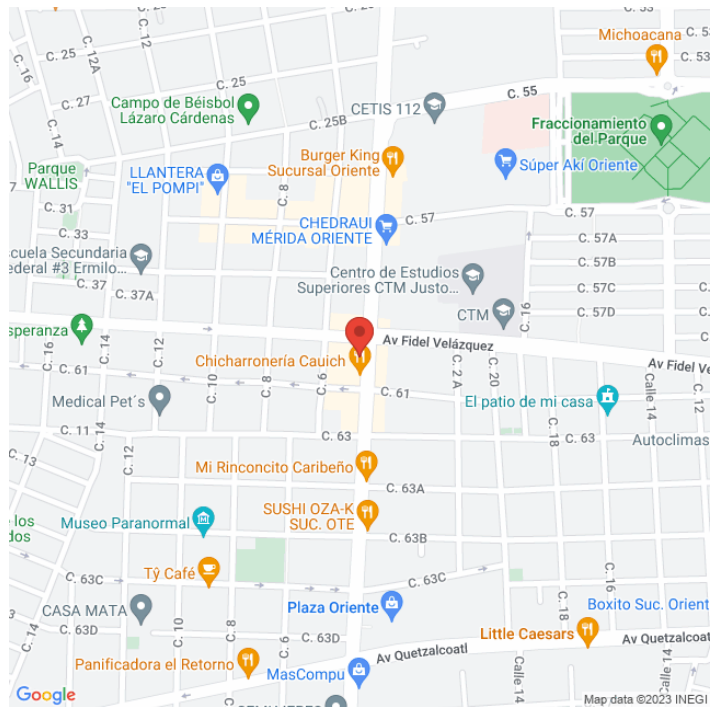 C. 53
C. 53
Michoacana
C. 53
C. 16
C. 12A
C. 12
C. 25
C. 25
C. 27
Campo de Béisbol
Lázaro Cárdenas
C. 25B
CETIS 112
C. 55
Fraccionamiento
del Parque
Burger King
Sucursal Oriente
Súper Akí Oriente
C. 14
Parque
WALLIS
LLANTERA
"EL POMPI"
C. 8
C. 31
C. 33
CHEDRAUI
MÉRIDA ORIENTE
C. 57
C. 57
C. 57A
C. 57B
C. 57C
C. 57D
scuela Secundaria
ederal #3 Ermilo...
C. 37
C. 37A
Centro de Estudios
Superiores CTM Justo...
CTM
C. 16
speranza
Av Fidel Velázquez
Av Fidel Ve
C. 16
C. 14
C. 12
C. 10
C. 6
C. 61
Chicharronería Cauich
C. 2 A
C. 20
C. 61
Calle 14
C. 12
Medical Pet´s
El patio de mi casa
C. 11
C. 12
C. 63
C. 18
C. 63
Autoclimas
C. 13
Mi Rinconcito Caribeño
C. 63A
SUSHI OZA-K
SUC. OTE
Museo Paranormal
C. 63B
los
dos
Tŷ Café
C. 63C
C. 63C
C. 16
CASA MATA
C. 63D
C. 14
C. 10
C. 8
C. 6
C. 63D
Plaza Oriente
C. 18
Boxito Suc. Orient
Little Caesars
Av Quetzalcoatl
Av Quetzalcoat
Panificadora el Retorno
MasCompu
C. 14
Calle 14
Google
Map data ©2023 INEGI